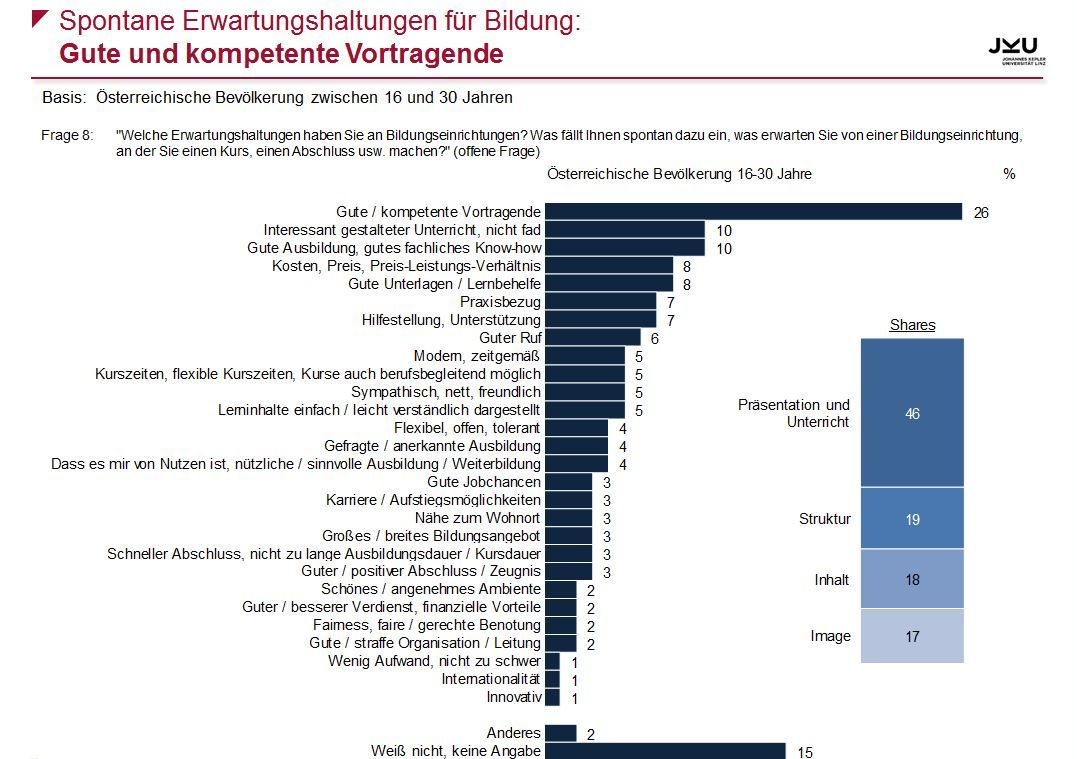 Spontane Erwartungshaltungen für Bildung:
Gute und kompetente Vortragende
JKU
JOHANNES KEPLER
UNIVERSITÄT LINZ
Basis: Österreichische Bevölkerung zwischen 16 und 30 Jahren
Frage 8: "Welche Erwartungshaltungen haben Sie an Bildungseinrichtungen? Was fällt Ihnen spontan dazu ein, was erwarten Sie von einer Bildungseinrichtung,
an der Sie einen Kurs, einen Abschluss usw. machen?" (offene Frage)
Österreichische Bevölkerung 16-30 Jahre %
Gute / kompetente Vortragende 26
Interessant gestalteter Unterricht, nicht fad 10
Gute Ausbildung, gutes fachliches Know-how 10
Kosten, Preis, Preis-Leistungs-Verhältnis 8
Gute Unterlagen / Lernbehelfe 8
Praxisbezug 7
Hilfestellung, Unterstützung 7
Guter Ruf 6
Modern, zeitgemäß 5
Kurszeiten, flexible Kurszeiten, Kurse auch berufsbegleitend möglich 5
Sympathisch, nett, freundlich 5
Lerninhalte einfach / leicht verständlich dargestellt 5
Flexibel, offen, tolerant 4
Gefragte / anerkannte Ausbildung 4
Dass es mir von Nutzen ist, nützliche / sinnvolle Ausbildung / Weiterbildung 4
Gute Jobchancen 3
Karriere / Aufstiegsmöglichkeiten 3
Nähe zum Wohnort 3
Großes / breites Bildungsangebot 3
Schneller Abschluss, nicht zu lange Ausbildungsdauer / Kursdauer 3
Guter / positiver Abschluss / Zeugnis 3
Schönes / angenehmes Ambiente 2
Guter / besserer Verdienst, finanzielle Vorteile 2
Fairness, faire / gerechte Benotung 2
Gute / straffe Organisation / Leitung 2
Wenig Aufwand, nicht zu schwer 1
Internationalität 1
Innovativ 1
Anderes 2
Weiß nicht, keine Angabe 15
Shares
Präsentation und
Unterricht 46
Struktur 19
Inhalt 18
Image 17